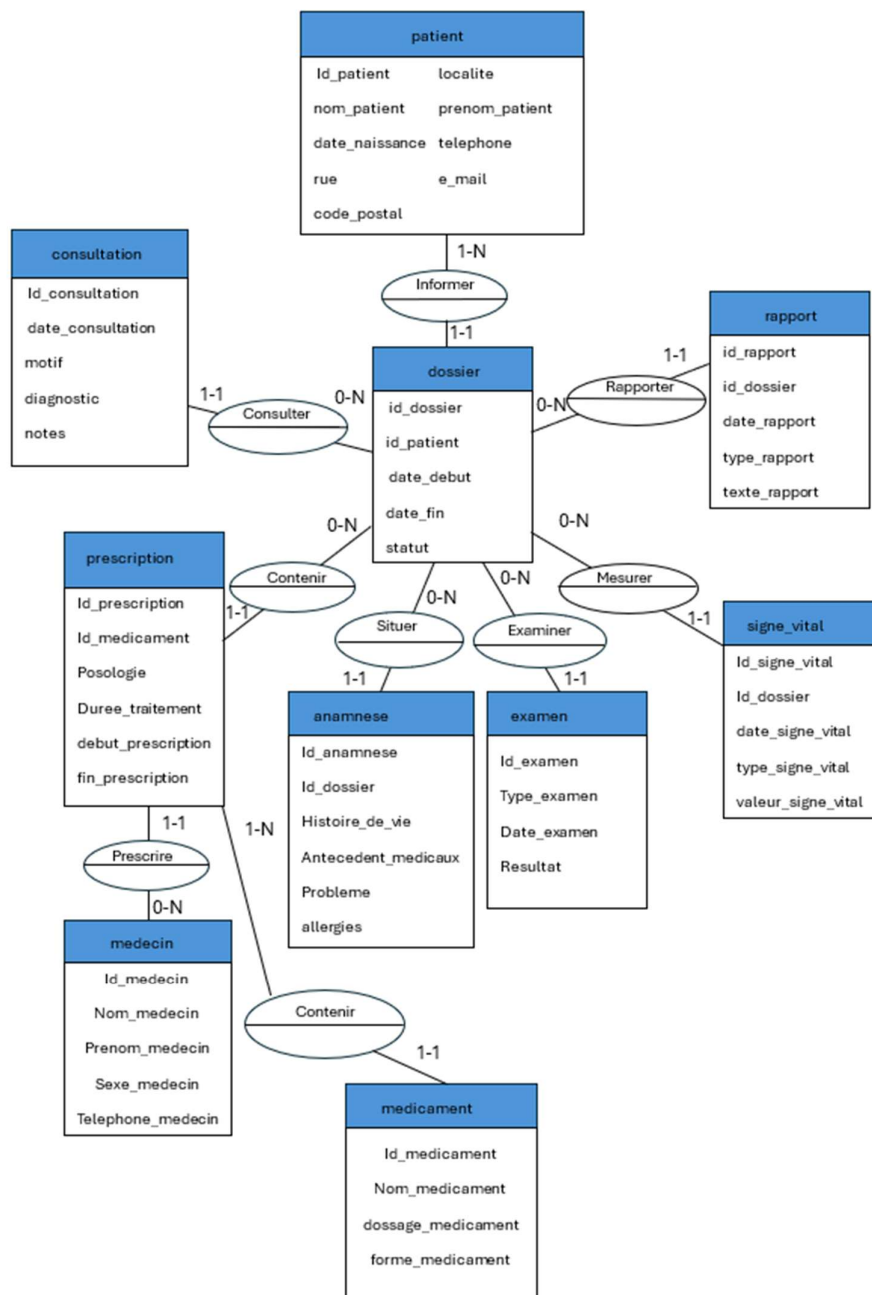 patient
Id_patient localite
nom_patient prenom_patient
date_naissance telephone
rue e_mail
code_postal
1-N
Informer
1-1
consultation
Id_consultation
date_consultation
motif
diagnostic
notes
1-1
Consulter
0-N
dossier
id_dossier
id_patient
date_debut
date_fin
statut
0-N
Rapporter
1-1
rapport
id_rapport
id_dossier
date_rapport
type_rapport
texte_rapport
0-N
Contenir
1-1
prescription
Id_prescription
Id_medicament
Posologie
Duree_traitement
debut_prescription
fin_prescription
0-N
Situer
1-1
anamnese
Id_anamnese
Id_dossier
Histoire_de_vie
Antecedent_medicaux
Probleme
allergies
0-N
Examiner
1-1
examen
Id_examen
Type_examen
Date_examen
Resultat
0-N
Mesurer
1-1
signe_vital
Id_signe_vital
Id_dossier
date_signe_vital
type_signe_vital
valeur_signe_vital
1-1
Prescrire
0-N
medecin
Id_medecin
Nom_medecin
Prenom_medecin
Sexe_medecin
Telephone_medecin
1-N
Contenir
1-1
medicament
Id_medicament
Nom_medicament
dossage_medicament
forme_medicament